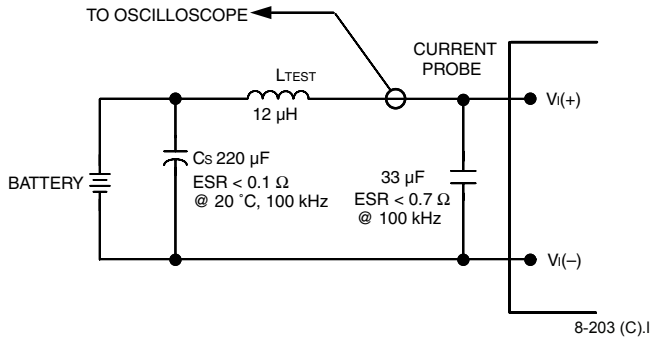 TO OSCILLOSCOPE
CURRENT
PROBE
LTEST
12 µH
VI(+)
BATTERY
CS 220 µF
ESR < 0.1 Ω
@ 20 ˚C, 100 kHz
33 µF
ESR < 0.7 Ω
@ 100 kHz
VI(–)
8-203 (C).l